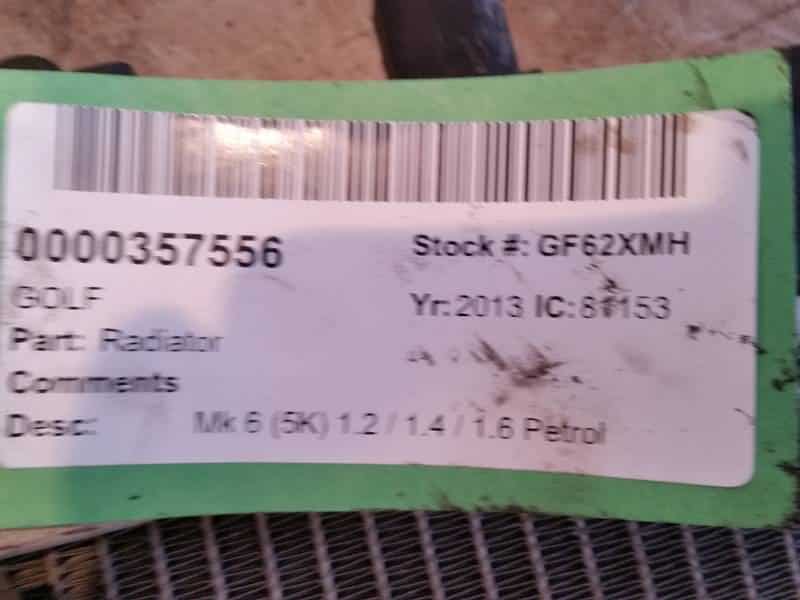 0000357556 Stock #: GF62XMH
GOLF Yr: 2013 IC:
Part: Radiator
Comments
Desc: Mk 6 (5K) 1.2 / 1.4 / 1.6 Petrol